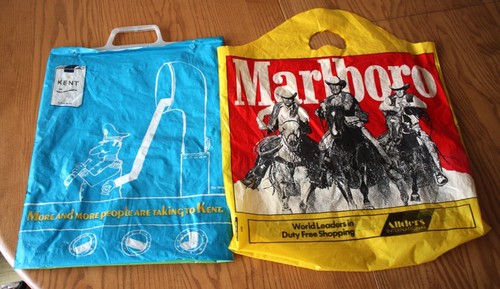 KENT
MORE AND MORE PEOPLE ARE TAKING TO KENT.
Marlboro
World Leaders in
Duty Free Shopping
Allders